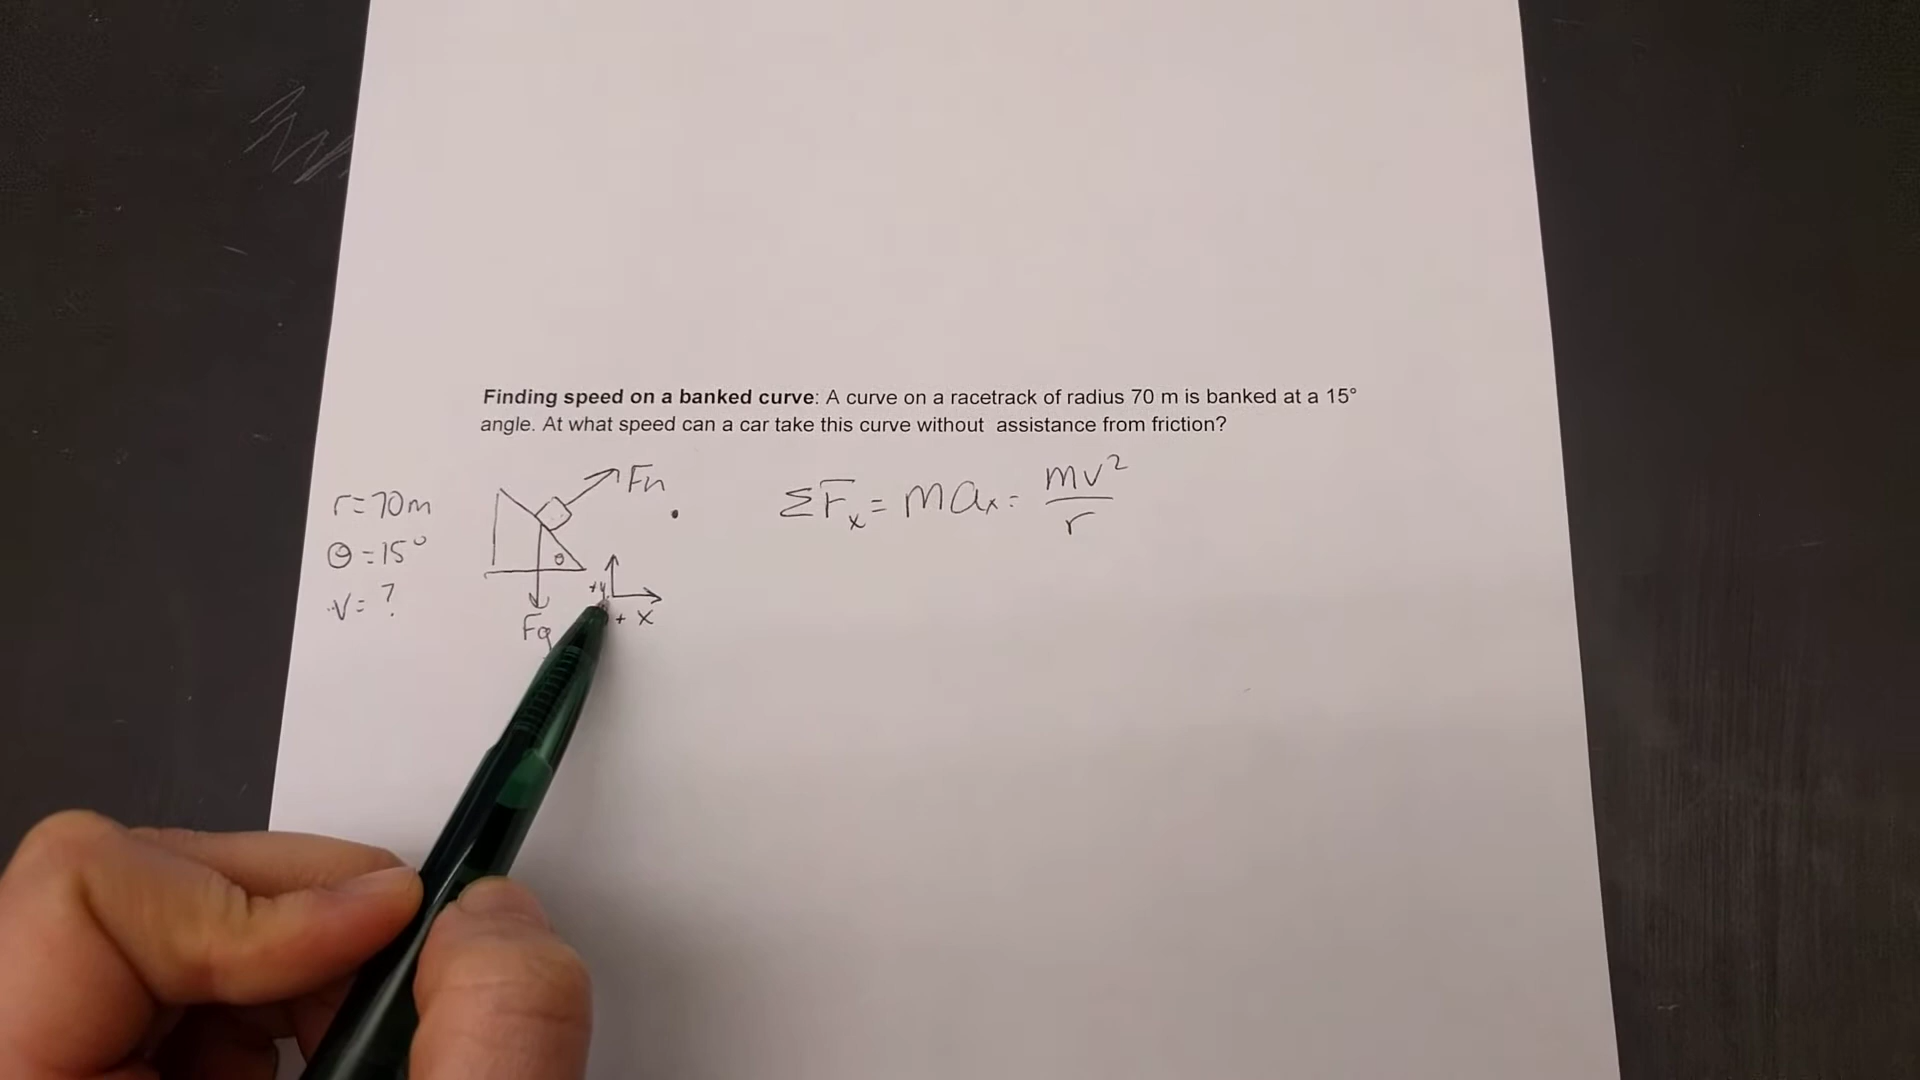 Finding speed on a banked curve: A curve on a racetrack of radius 70 m is banked at a 15°
angle. At what speed can a car take this curve without assistance from friction?
r=70m
θ=15°
v=?
Fn
θ
Fg
+y
+x
ΣFx = max = mv²/r